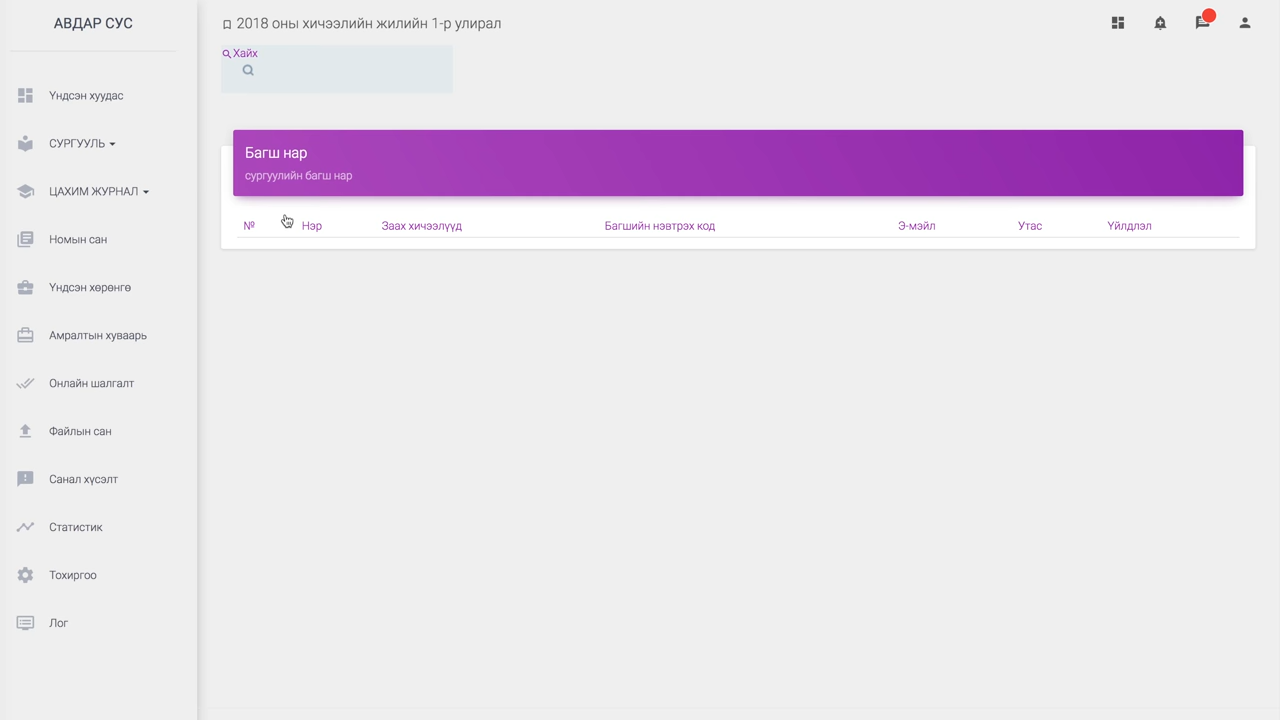 АВДАР СУС
Үндсэн хуудас
СУРГУУЛЬ
ЦАХИМ ЖУРНАЛ
Номын сан
Үндсэн хөрөнгө
Амралтын хуваарь
Онлайн шалгалт
Файлын сан
Санал хүсэлт
Статистик
Тохиргоо
Лог
2018 оны хичээлийн жилийн 1-р улирал
Хайх
Багш нар
сургуулийн багш нар
№ Нэр Заах хичээлүүд Багшийн нэвтрэх код Э-мэйл Утас Үйлдлэл